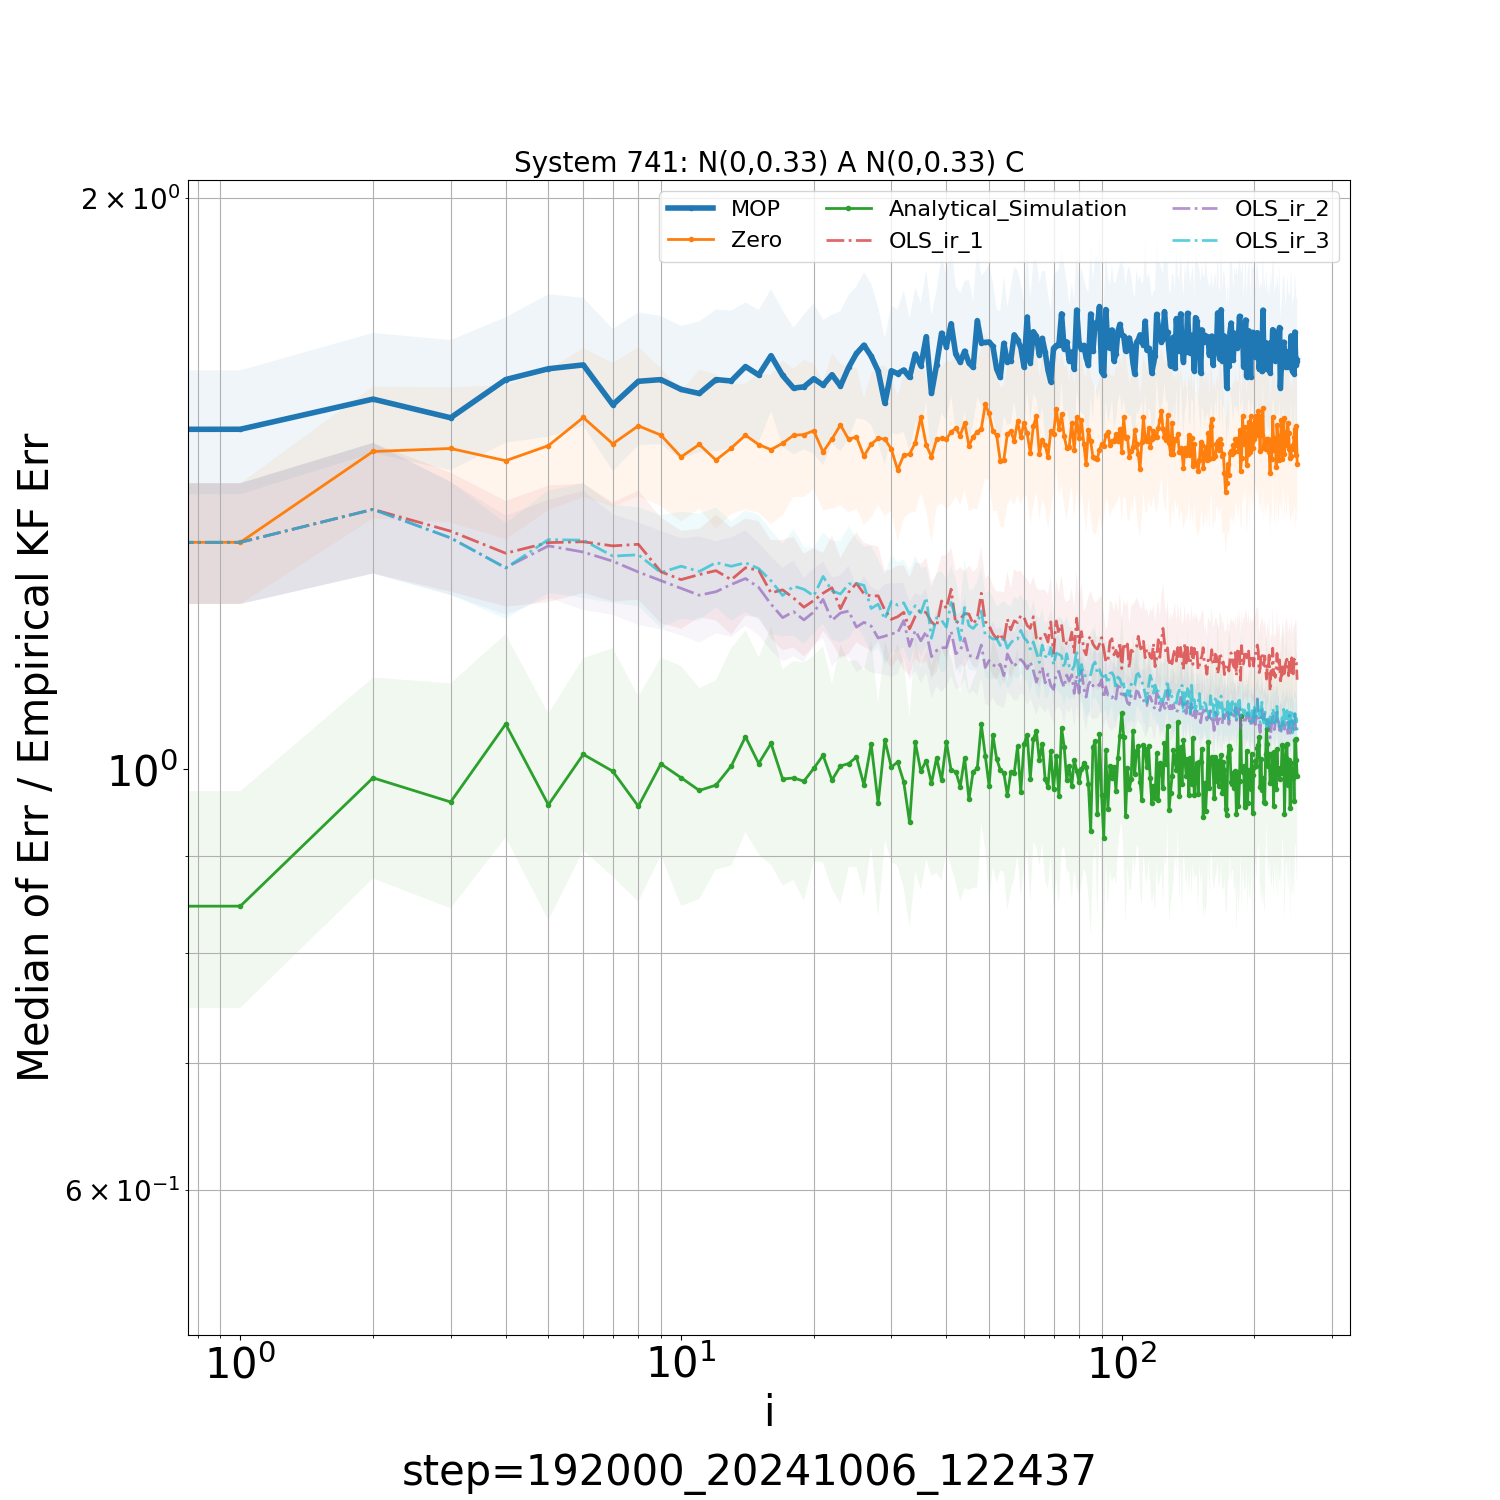 System 741: N(0,0.33) A N(0,0.33) C
MOP
Zero
Analytical_Simulation
OLS_ir_1
OLS_ir_2
OLS_ir_3
Median of Err / Empirical KF Err
2 × 10⁰
10⁰
6 × 10⁻¹
10⁰ 10¹ 10²
i
step=192000_20241006_122437